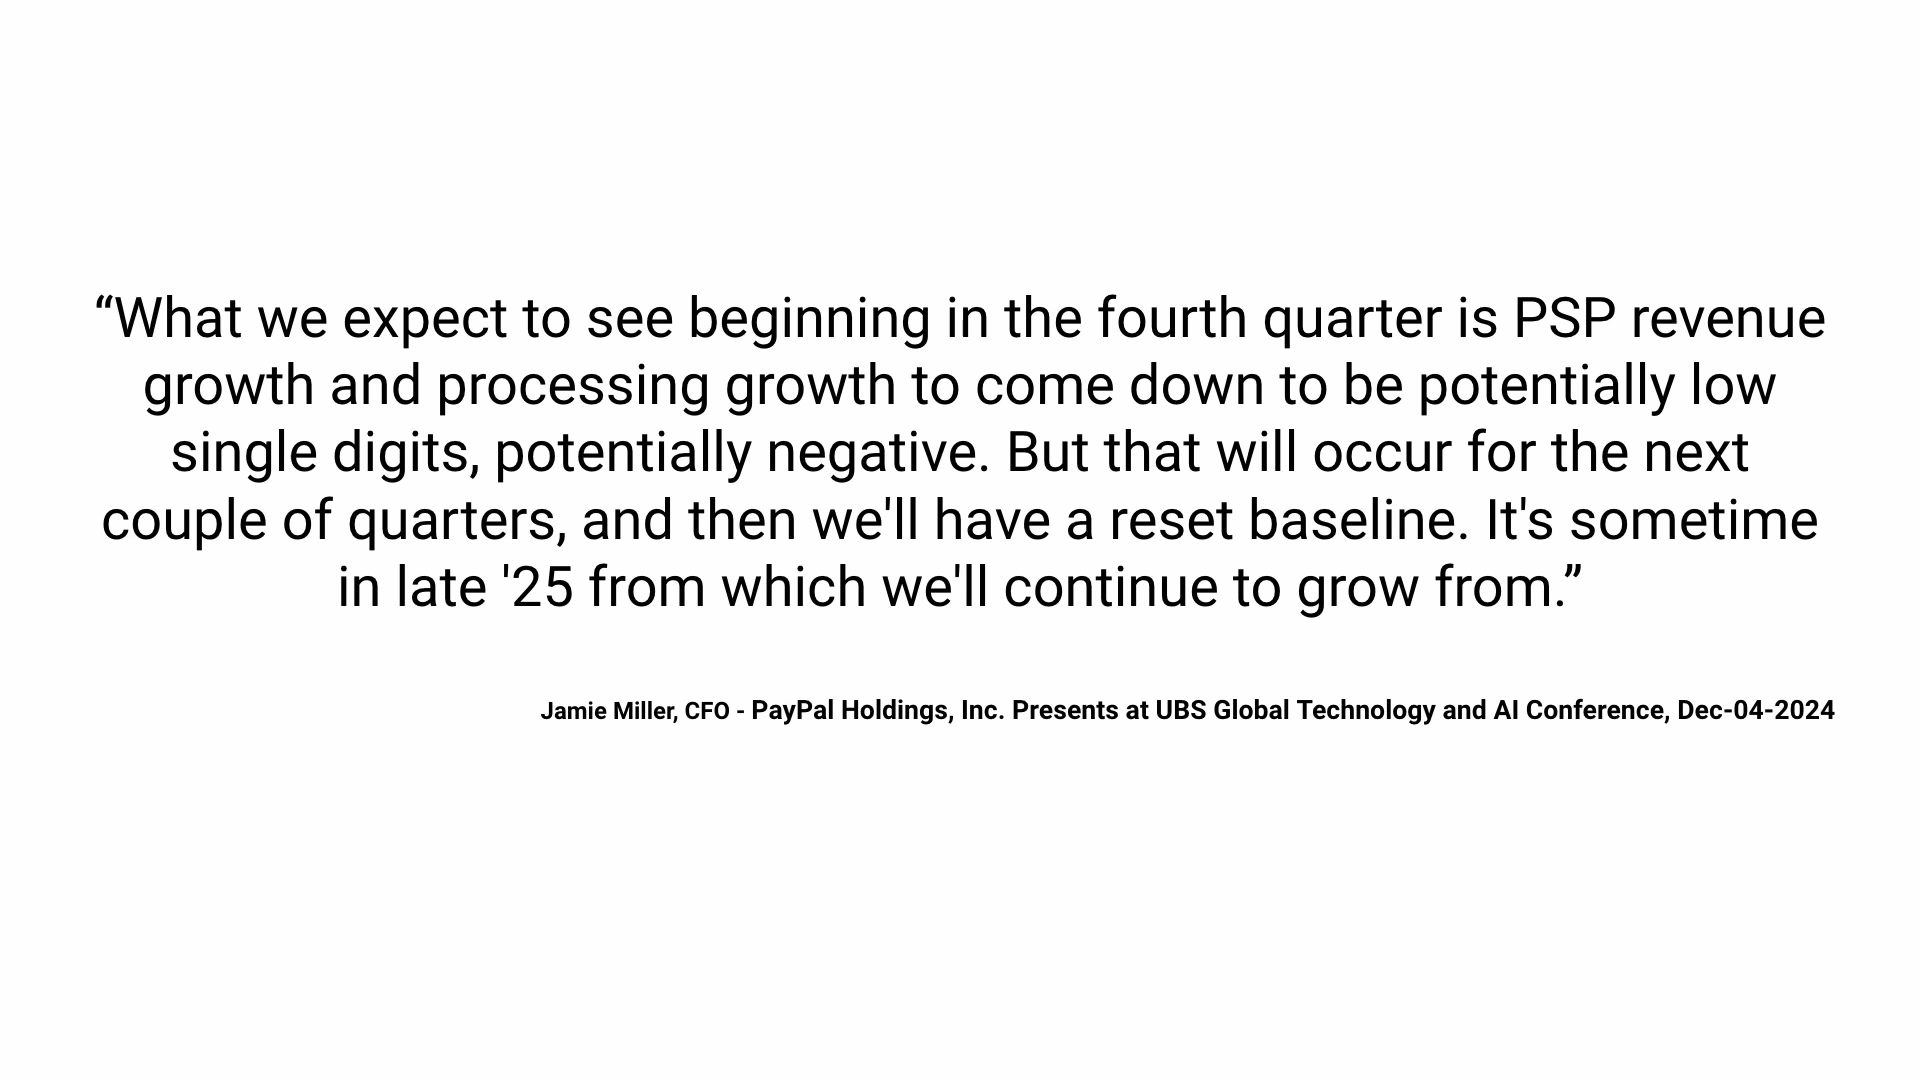 “What we expect to see beginning in the fourth quarter is PSP revenue
growth and processing growth to come down to be potentially low
single digits, potentially negative. But that will occur for the next
couple of quarters, and then we'll have a reset baseline. It's sometime
in late '25 from which we'll continue to grow from.”
Jamie Miller, CFO - PayPal Holdings, Inc. Presents at UBS Global Technology and AI Conference, Dec-04-2024